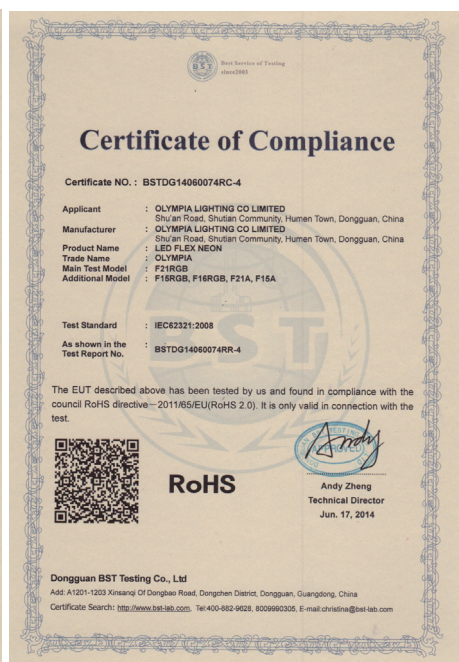 BST
Best Service of Testing
since2003
Certificate of Compliance
Certificate NO. : BSTDG14060074RC-4
Applicant : OLYMPIA LIGHTING CO LIMITED
Shu'an Road, Shutian Community, Humen Town, Dongguan, China
Manufacturer : OLYMPIA LIGHTING CO LIMITED
Shu'an Road, Shutian Community, Humen Town, Dongguan, China
Product Name : LED FLEX NEON
Trade Name : OLYMPIA
Main Test Model : F21RGB
Additional Model : F15RGB, F16RGB, F21A, F15A
BST
Test Standard : IEC62321:2008
As shown in the :
Test Report No. BSTDG14060074RR-4
The EUT described above has been tested by us and found in compliance with the
council RoHS directive—2011/65/EU(RoHS 2.0). It is only valid in connection with the
test.
RoHS
APPROVED
Andy
Andy Zheng
Technical Director
Jun. 17, 2014
Dongguan BST Testing Co., Ltd
Add: A1201-1203 Xinsanqi Of Dongbao Road, Dongchen District, Dongguan, Guangdong, China
Certificate Search: http://www.bst-lab.com, Tel:400-882-9628, 8009990305, E-mail:christina@bst-lab.com